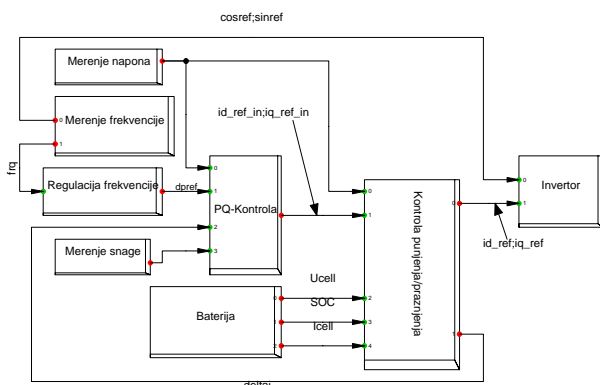 cosref;sinref
Merenje napona
id_ref_in;iq_ref_in
0
Merenje frekvencije
1
frq
Regulacija frekvencije
dpref
0
1
2
3
PQ-Kontrola
Merenje snage
0
1
2
3
4
Kontrola punjenja/praznjenja
0
1
0
1
Invertor
id_ref;iq_ref
Baterija
0
1
2
Ucell
SOC
Icell